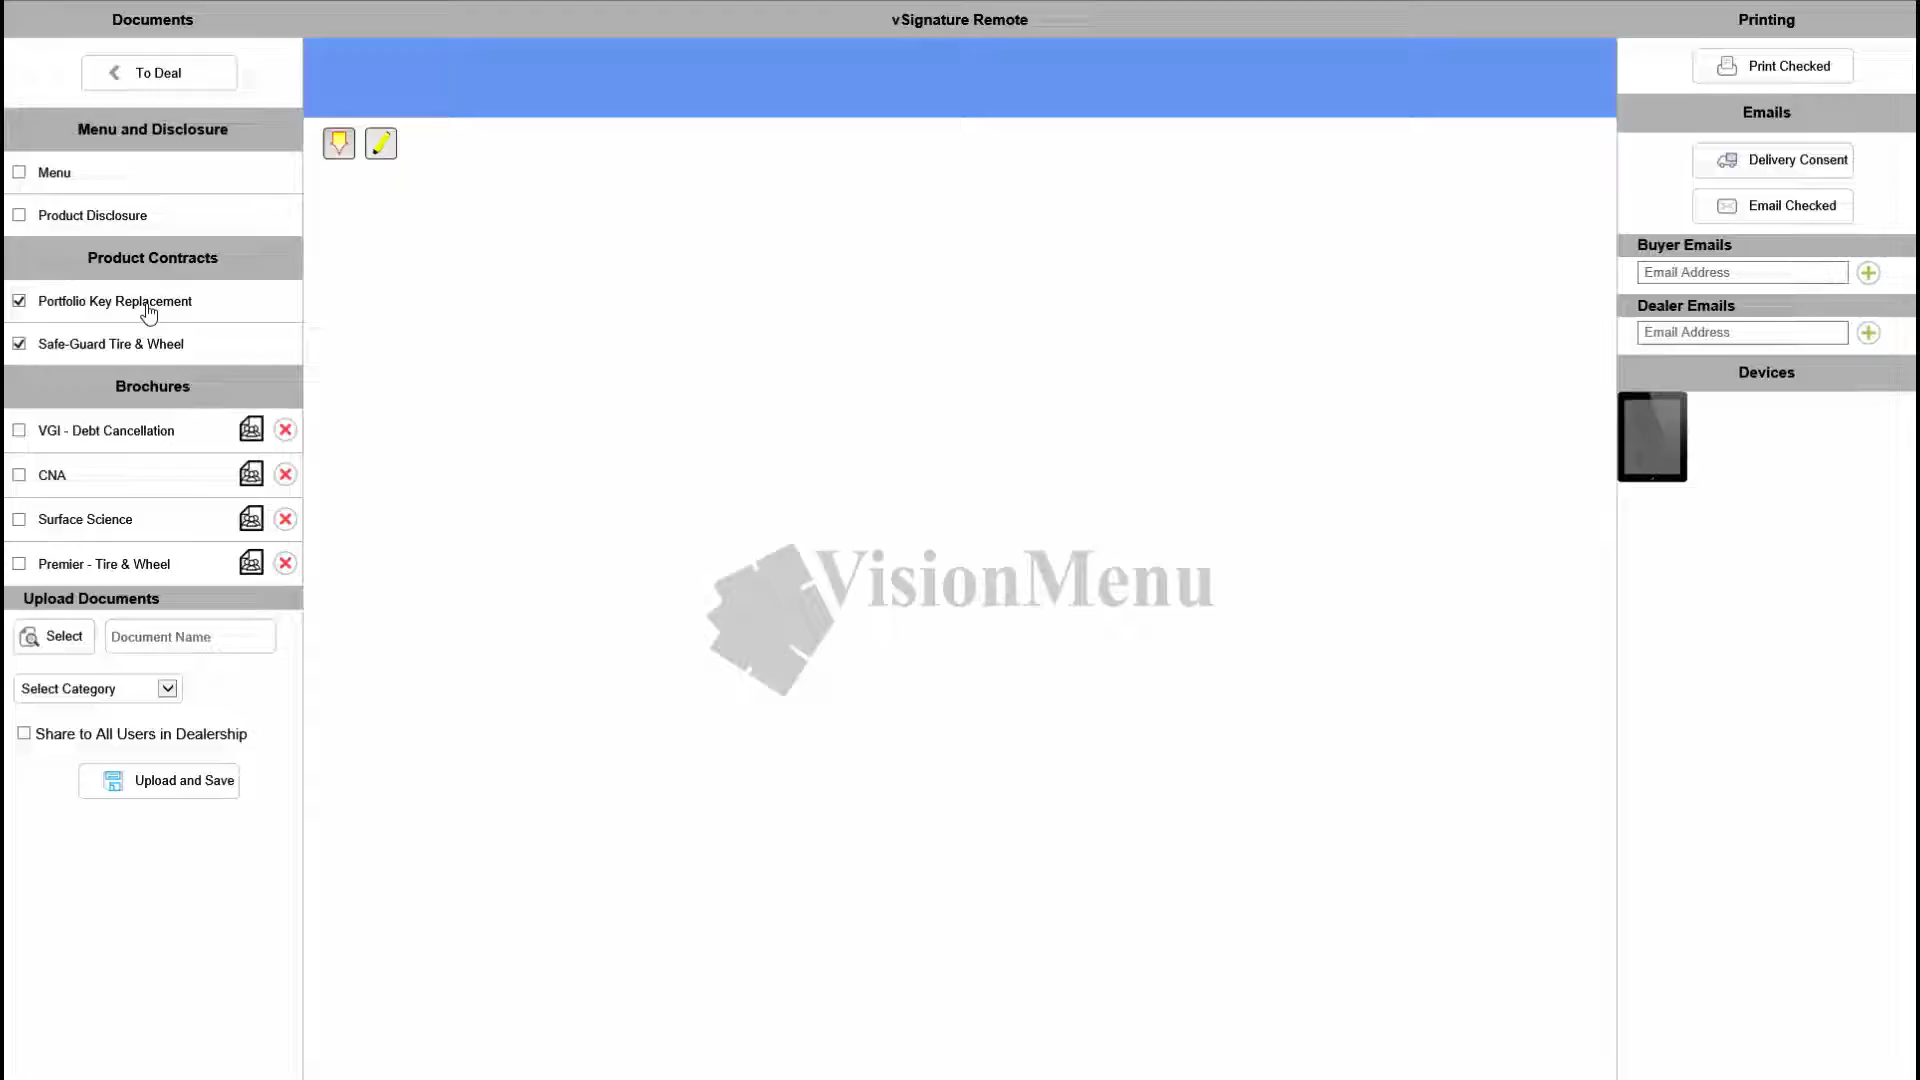 Documents
vSignature Remote
Printing
To Deal
Menu and Disclosure
Menu
Product Disclosure
Product Contracts
Portfolio Key Replacement
Safe-Guard Tire & Wheel
Brochures
VGI - Debt Cancellation
CNA
Surface Science
Premier - Tire & Wheel
Upload Documents
Select
Document Name
Select Category
Share to All Users in Dealership
Upload and Save
VisionMenu
Print Checked
Emails
Delivery Consent
Email Checked
Buyer Emails
Email Address
Dealer Emails
Email Address
Devices